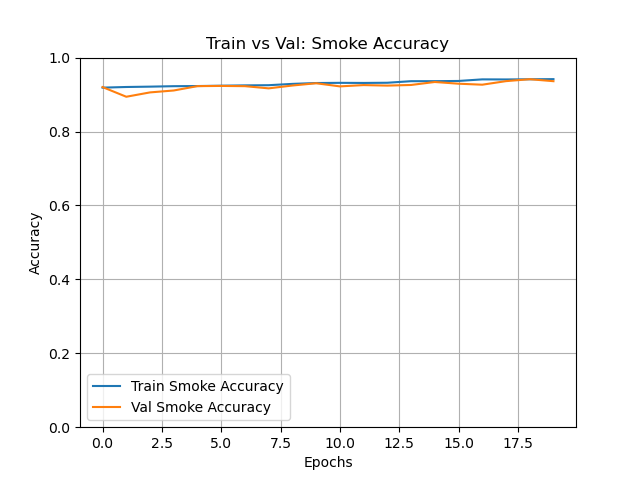 Train vs Val: Smoke Accuracy
1.0
0.8
0.6
0.4
0.2
0.0
Accuracy
Train Smoke Accuracy
Val Smoke Accuracy
0.0 2.5 5.0 7.5 10.0 12.5 15.0 17.5
Epochs